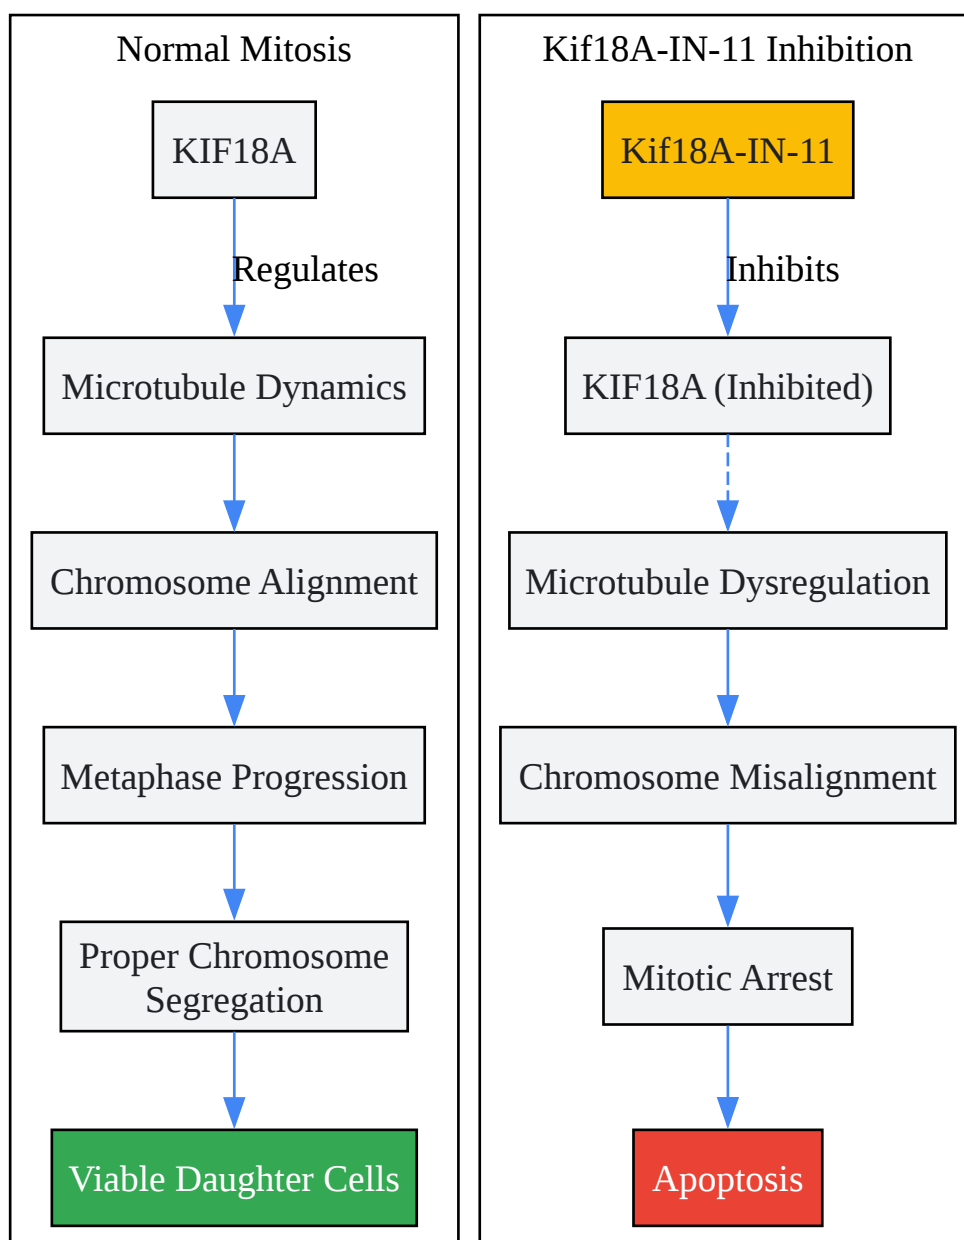 Normal Mitosis
KIF18A
Regulates
Microtubule Dynamics
Chromosome Alignment
Metaphase Progression
Proper Chromosome
Segregation
Viable Daughter Cells
Kif18A-IN-11 Inhibition
Kif18A-IN-11
Inhibits
KIF18A (Inhibited)
Microtubule Dysregulation
Chromosome Misalignment
Mitotic Arrest
Apoptosis